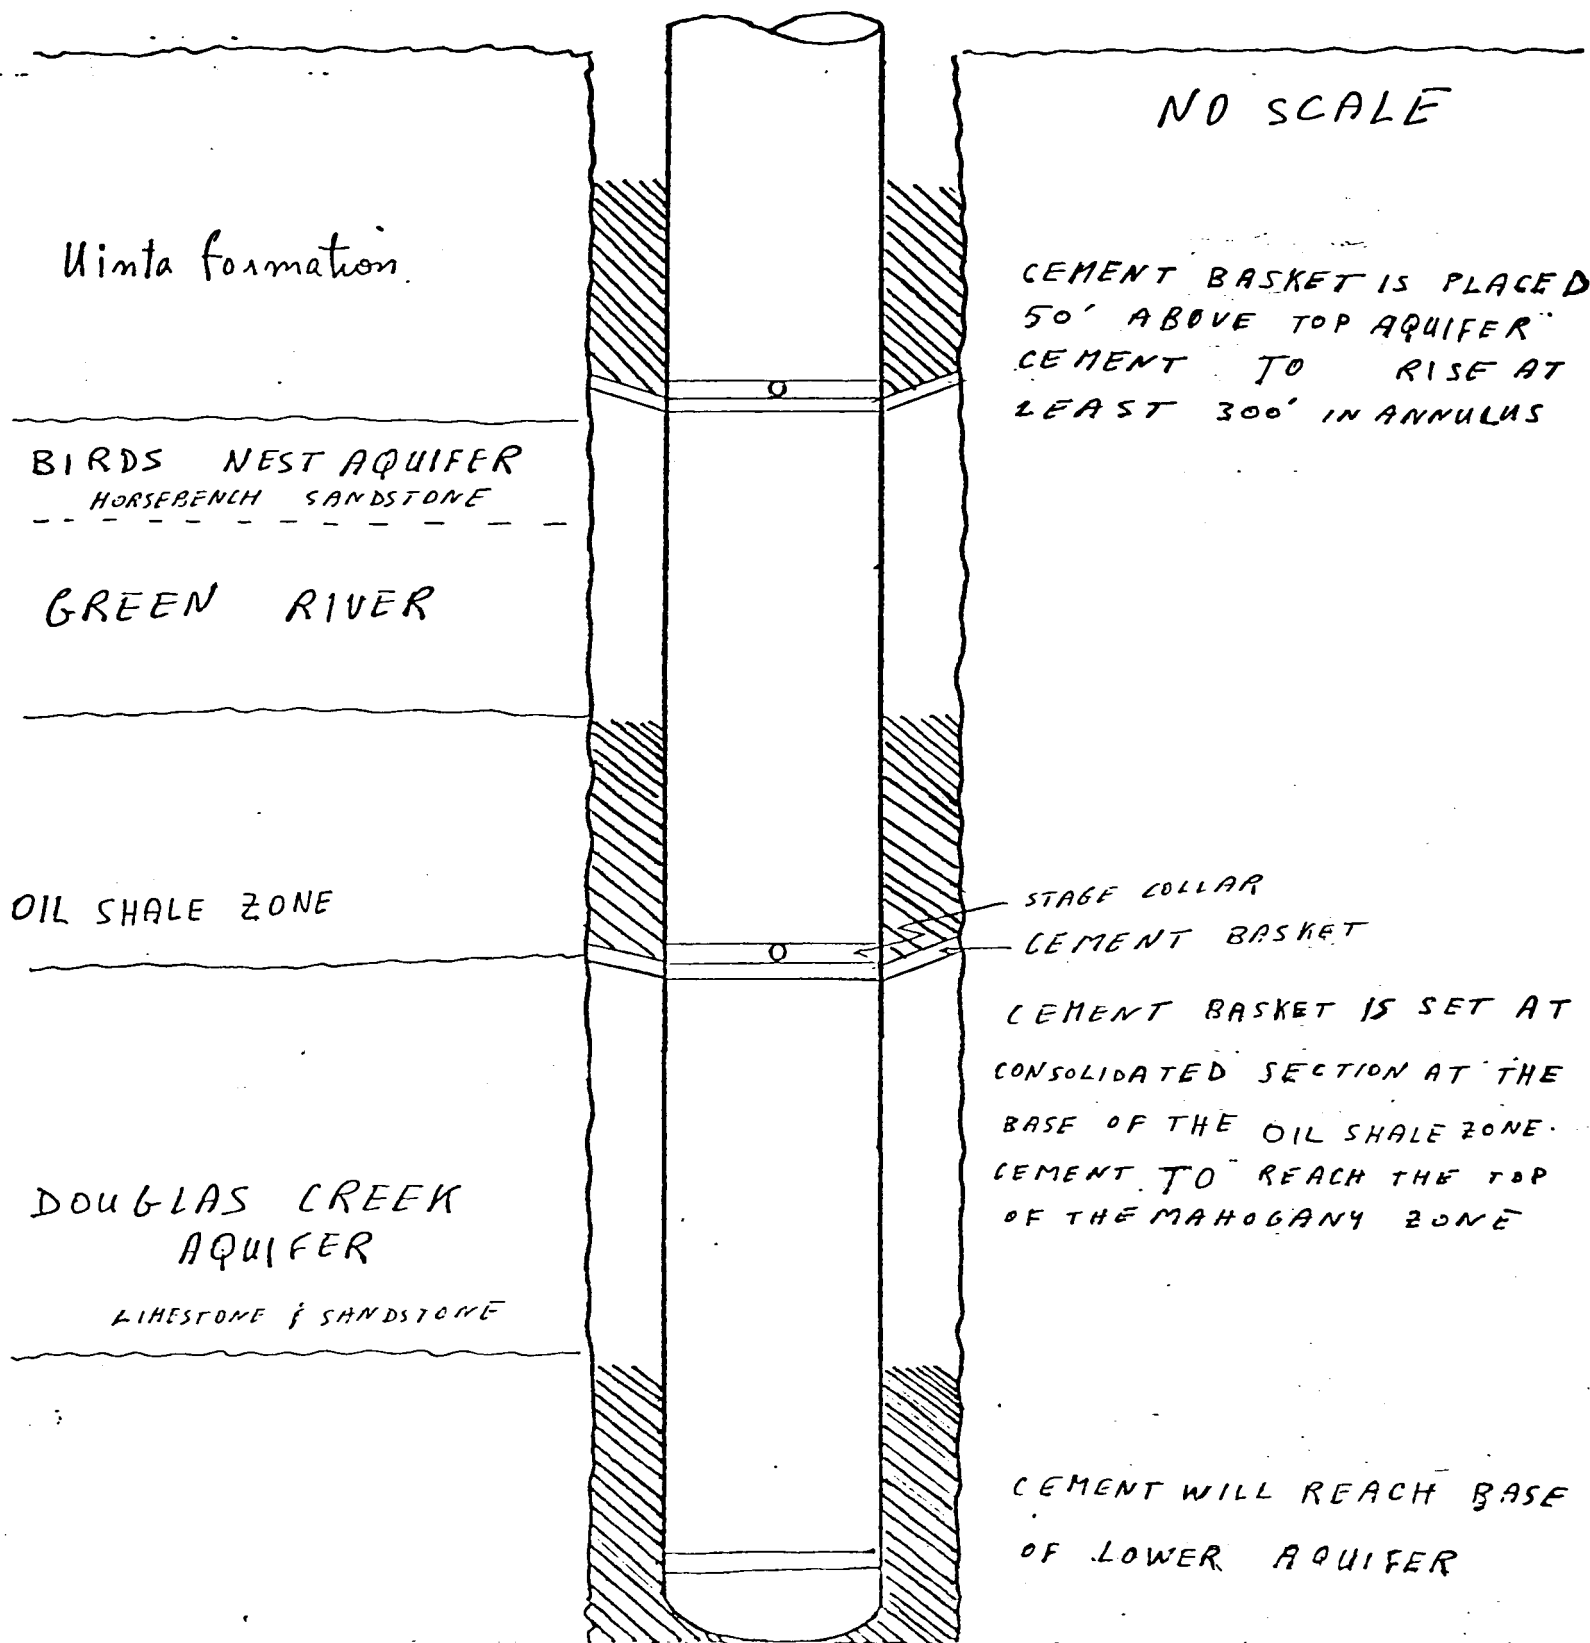 NO SCALE
Uinta formation
CEMENT BASKET IS PLACED
50' ABOVE TOP AQUIFER
CEMENT TO RISE AT
LEAST 300' IN ANNULUS
BIRDS NEST AQUIFER
HORSEBENCH SANDSTONE
GREEN RIVER
OIL SHALE ZONE
STAGE COLLAR
CEMENT BASKET
CEMENT BASKET IS SET AT
CONSOLIDATED SECTION AT THE
BASE OF THE OIL SHALE ZONE.
CEMENT TO REACH THE TOP
OF THE MAHOGANY ZONE
DOUGLAS CREEK
AQUIFER
LIMESTONE & SANDSTONE
CEMENT WILL REACH BASE
OF LOWER AQUIFER